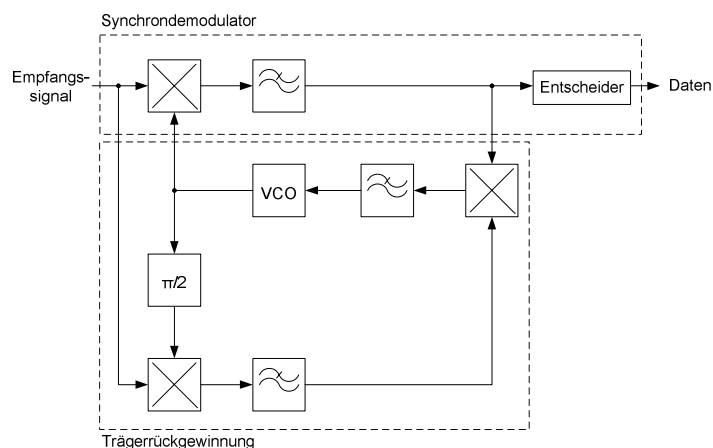 Synchrondemodulator
Empfangs-
signal
Entscheider
Daten
VCO
π/2
Trägerrückgewinnung